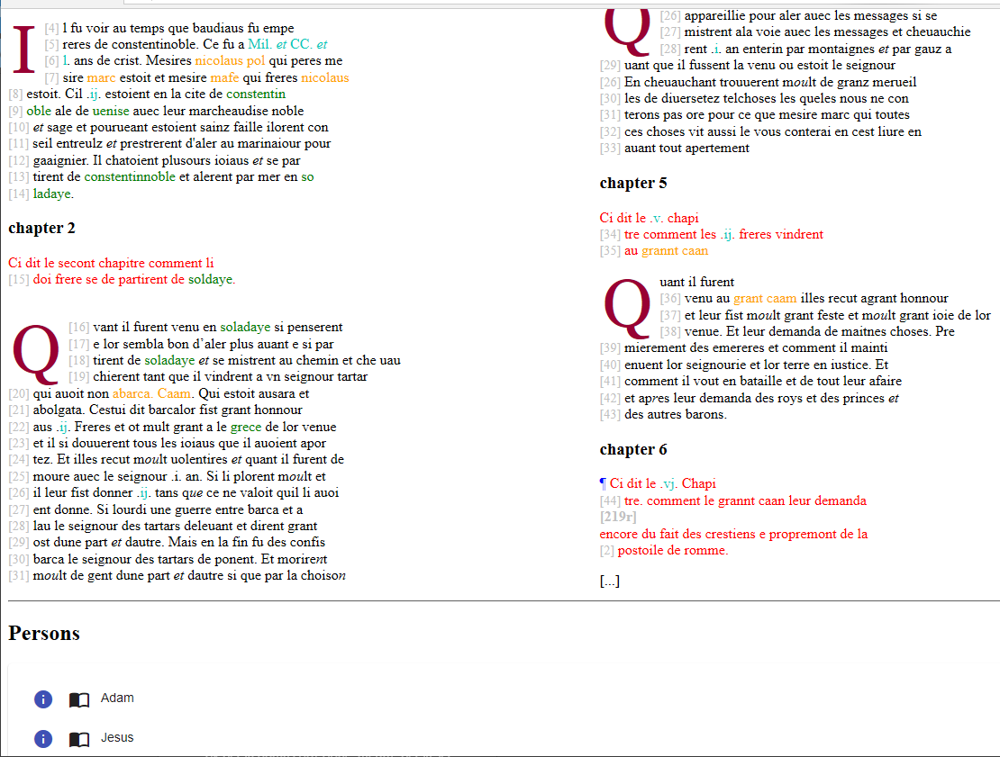 I
[4] l fu voir au temps que baudiaus fu empe
[5] reres de constentinoble. Ce fu a Mil. et CC. et
[6] l. ans de crist. Mesires nicolaus pol qui peres me
[7] sire marc estoit et mesire mafe qui freres nicolaus
[8] estoit. Cil .ij. estoient en la cite de constentin
[9] oble ale de uenise auec leur marcheaudise noble
[10] et sage et pourueant estoient sainz faille ilorent con
[11] seil entreulz et prestrerent d'aler au marinaiour pour
[12] gaaignier. Il chatoient plusours ioiaus et se par
[13] tirent de constentinnoble et alerent par mer en so
[14] ladaye.
chapter 2
Ci dit le secont chapitre comment li
[15] doi frere se de partirent de soldaye.
Q
[16] vant il furent venu en soladaye si penserent
[17] e lor sembla bon d’aler plus auant e si par
[18] tirent de soladaye et se mistrent au chemin et che uau
[19] chierent tant que il vindrent a vn seignour tartar
[20] qui auoit non abarca. Caam. Qui estoit ausara et
[21] abolgata. Cestui dit barcalor fist grant honnour
[22] aus .ij. Freres et ot mult grant a le grece de lor venue
[23] et il si douuerent tous les ioiaus que il auoient apor
[24] tez. Et illes recut moult uolentires et quant il furent de
[25] moure auec le seignour .i. an. Si li plorent moult et
[26] il leur fist donner .ij. tans que ce ne valoit quil li auoi
[27] ent donne. Si lourdi une guerre entre barca et a
[28] lau le seignour des tartars deleuant et dirent grant
[29] ost dune part et dautre. Mais en la fin fu des confis
[30] barca le seignour des tartars de ponent. Et morirent
[31] moult de gent dune part et dautre si que par la choison
Q
[26] appareillie pour aler auec les messages si se
[27] mistrent ala voie auec les messages et cheuauchie
[28] rent .i. an enterin par montaignes et par gauz a
[29] uant que il fussent la venu ou estoit le seignour
[26] En cheuauchant trouuerent moult de granz merueil
[30] les de diuersetez telchoses les queles nous ne con
[31] terons pas ore pour ce que mesire marc qui toutes
[32] ces choses vit aussi le vous conterai en cest liure en
[33] auant tout apertement
chapter 5
Ci dit le .v. chapi
[34] tre comment les .ij. freres vindrent
[35] au grannt caan
Q
uant il furent
[36] venu au grant caam illes recut agrant honnour
[37] et leur fist moult grant feste et moult grant ioie de lor
[38] venue. Et leur demanda de maitnes choses. Pre
[39] mierement des emereres et comment il mainti
[40] enuent lor seignourie et lor terre en iustice. Et
[41] comment il vout en bataille et de tout leur afaire
[42] et apres leur demanda des roys et des princes et
[43] des autres barons.
chapter 6
¶ Ci dit le .vj. Chapi
[44] tre. comment le grannt caan leur demanda
[219r]
encore du fait des crestiens e propremont de la
[2] postoile de romme.
[...]
Persons
Adam
Jesus